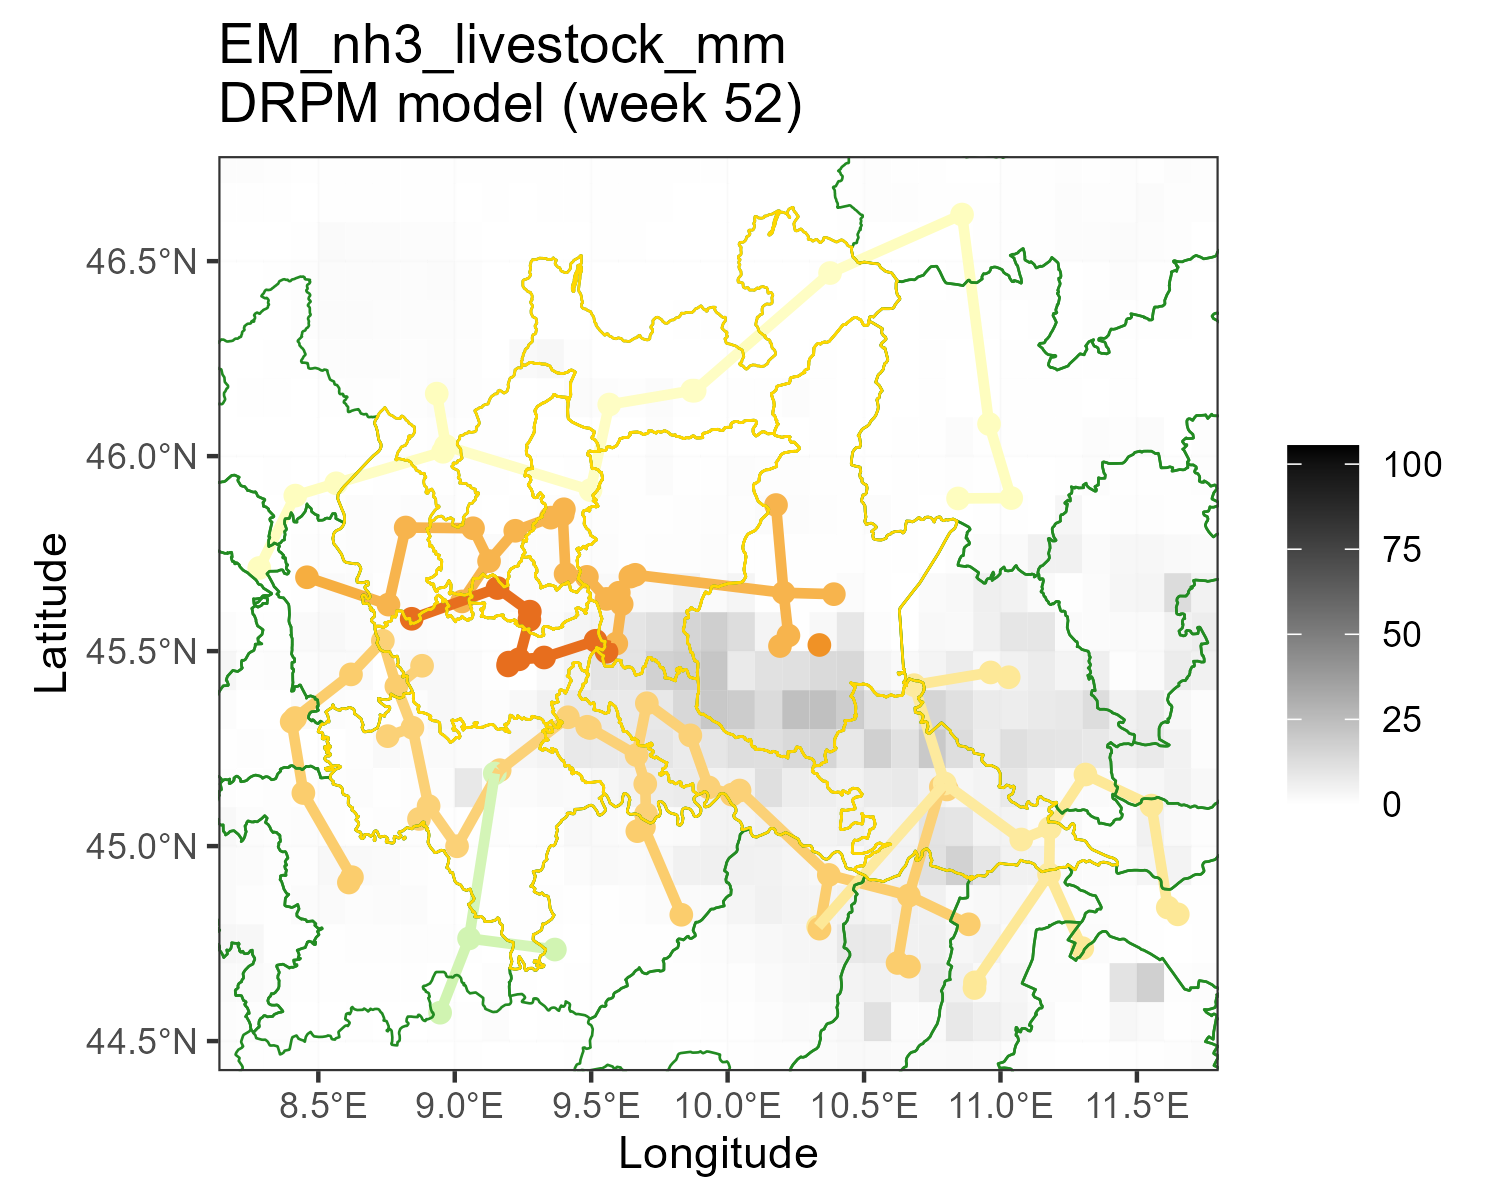 EM_nh3_livestock_mm
DRPM model (week 52)
46.5°N
46.0°N
45.5°N
45.0°N
44.5°N
Latitude
8.5°E
9.0°E
9.5°E
10.0°E
10.5°E
11.0°E
11.5°E
Longitude
100
75
50
25
0